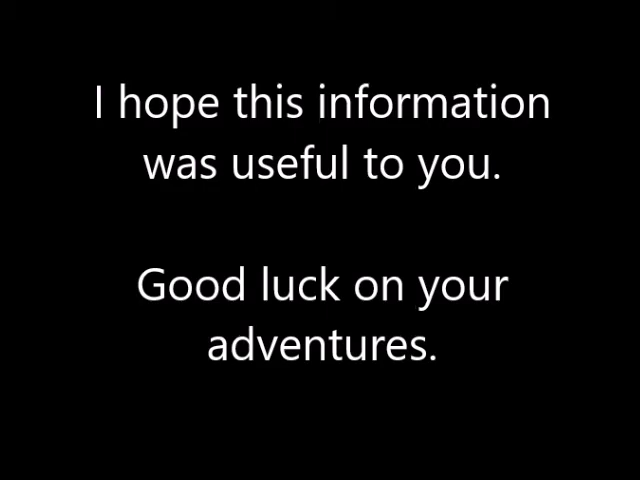 I hope this information
was useful to you.
Good luck on your
adventures.